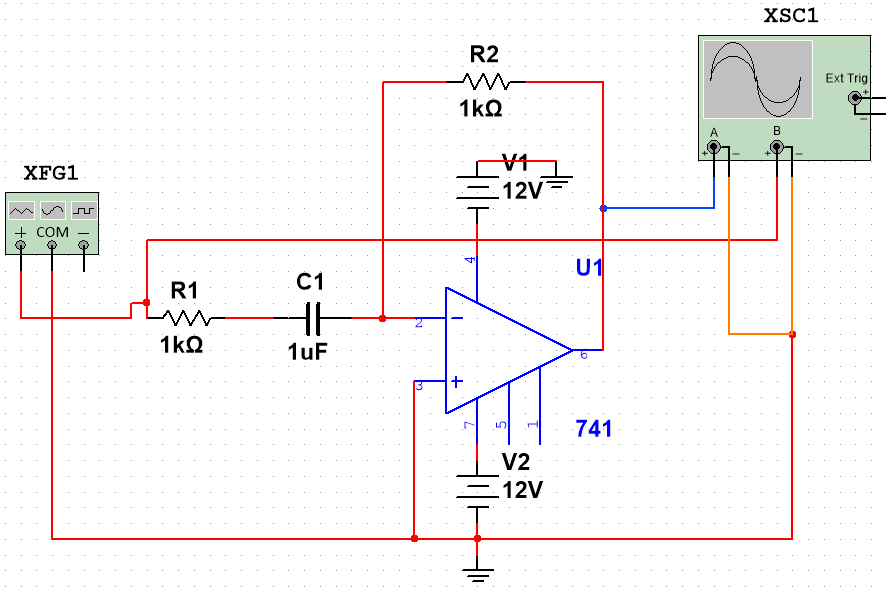 XSC1
Ext Trig
+
−
A
B
+ − + −
R2
1kΩ
V1
12V
XFG1
+ COM −
4
U1
R1
1kΩ
C1
1uF
2
−
3
+
6
7
5
1
741
V2
12V